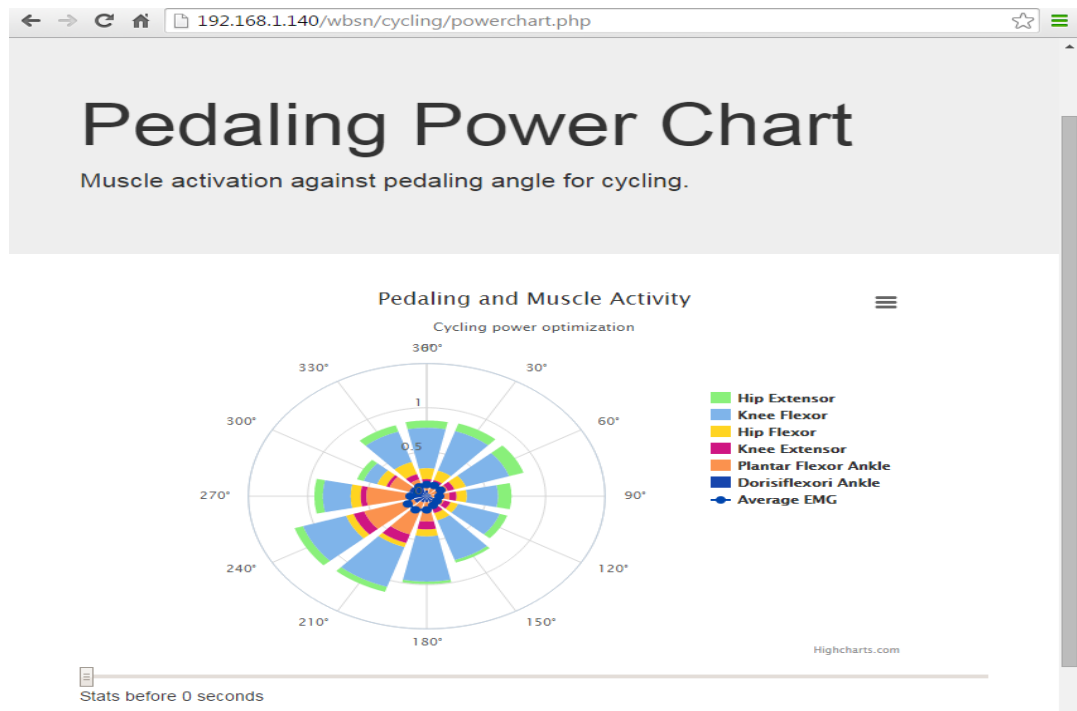 192.168.1.140/wbsn/cycling/powerchart.php
Pedaling Power Chart
Muscle activation against pedaling angle for cycling.
Pedaling and Muscle Activity
Cycling power optimization
360°
0°
330°
30°
300°
60°
1
0.5
0
270°
90°
240°
120°
210°
150°
180°
Hip Extensor
Knee Flexor
Hip Flexor
Knee Extensor
Plantar Flexor Ankle
Dorisiflexori Ankle
Average EMG
Highcharts.com
Stats before 0 seconds